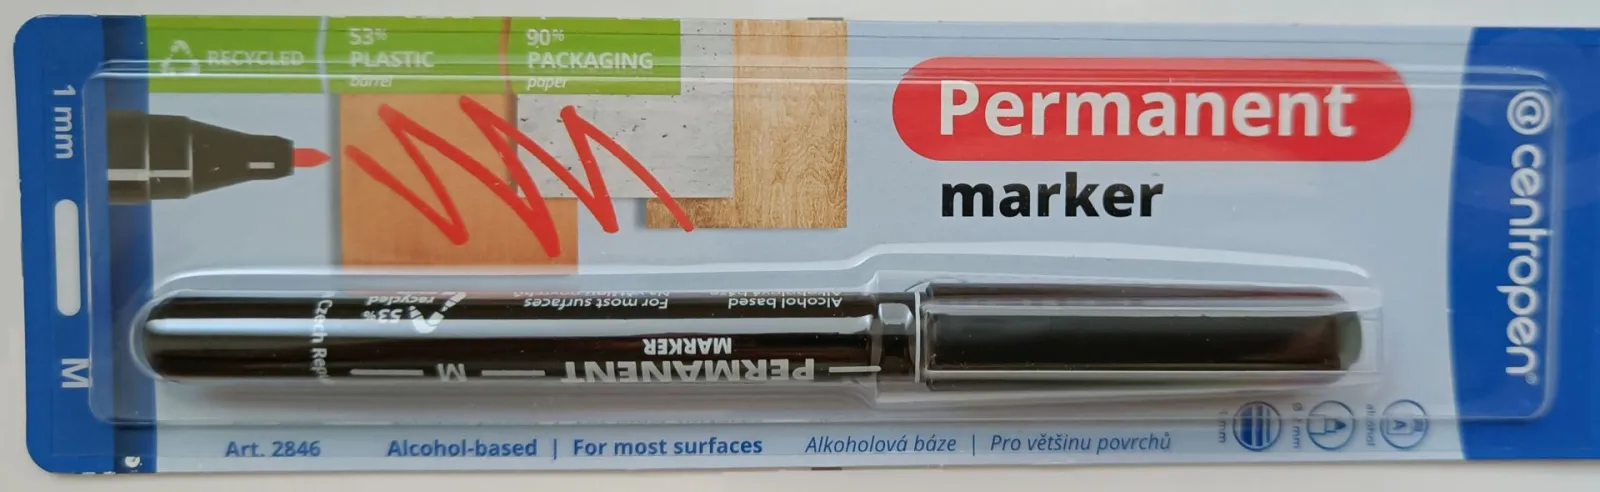 RECYCLED
53%
PLASTIC
barrel
90%
PACKAGING
paper
1 mm
M
Permanent
marker
centropen®
Alcohol based
For most surfaces
53%
recycled
Czech
PERMANENT
MARKER
M
Art. 2846
Alcohol-based | For most surfaces
Alkoholová báze | Pro většinu povrchů
1 mm
alcohol
A